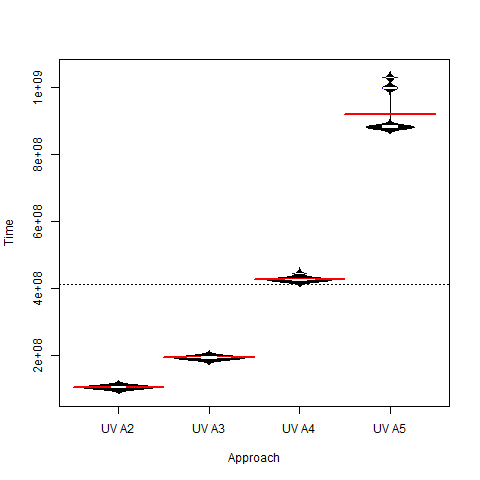 Time
1e+09
8e+08
6e+08
4e+08
2e+08
UV A2 UV A3 UV A4 UV A5
Approach